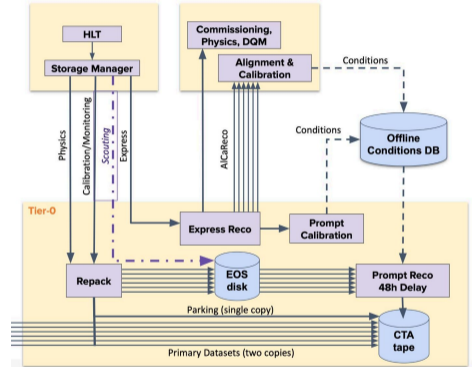 HLT
Storage Manager
Commissioning,
Physics, DQM
Alignment &
Calibration
Conditions
Physics
Calibration/Monitoring
Scouting
Express
AlCaReco
Conditions
Offline
Conditions DB
Tier-0
Express Reco
Prompt
Calibration
Repack
EOS
disk
Prompt Reco
48h Delay
Parking (single copy)
CTA
tape
Primary Datasets (two copies)